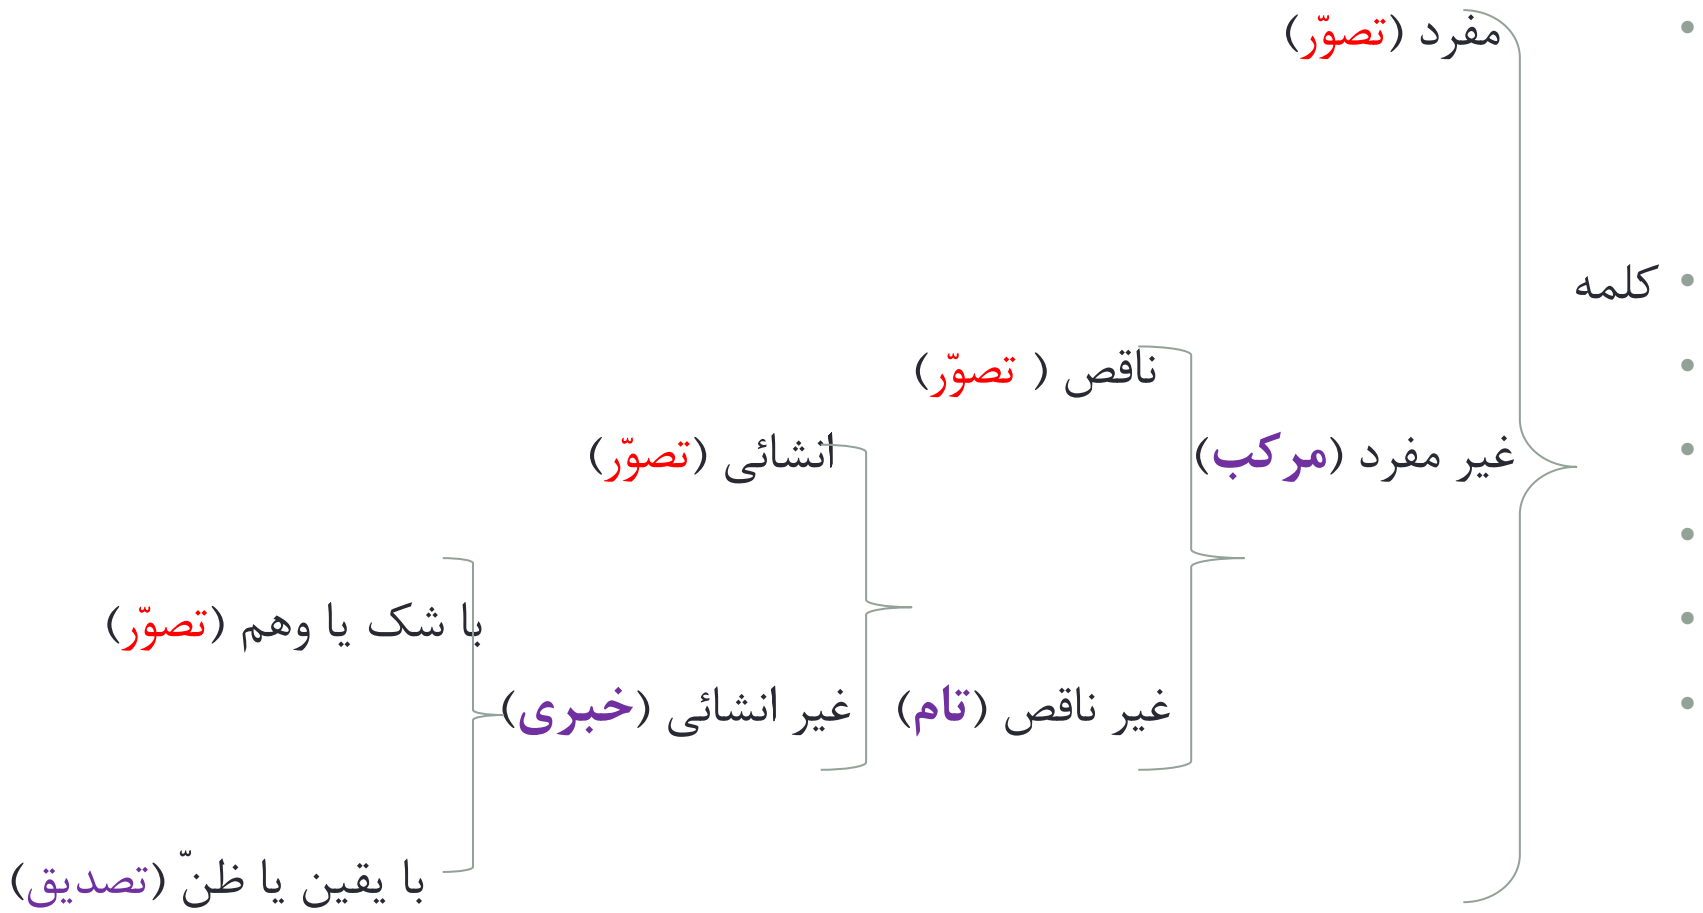 مفرد (تصوّر)
کلمه
ناقص ( تصوّر)
غیر مفرد (مرکب) انشائی (تصوّر)
با شک یا وهم (تصوّر)
غیر ناقص (تام) غیر انشائی (خبری)
با یقین یا ظنّ (تصدیق)